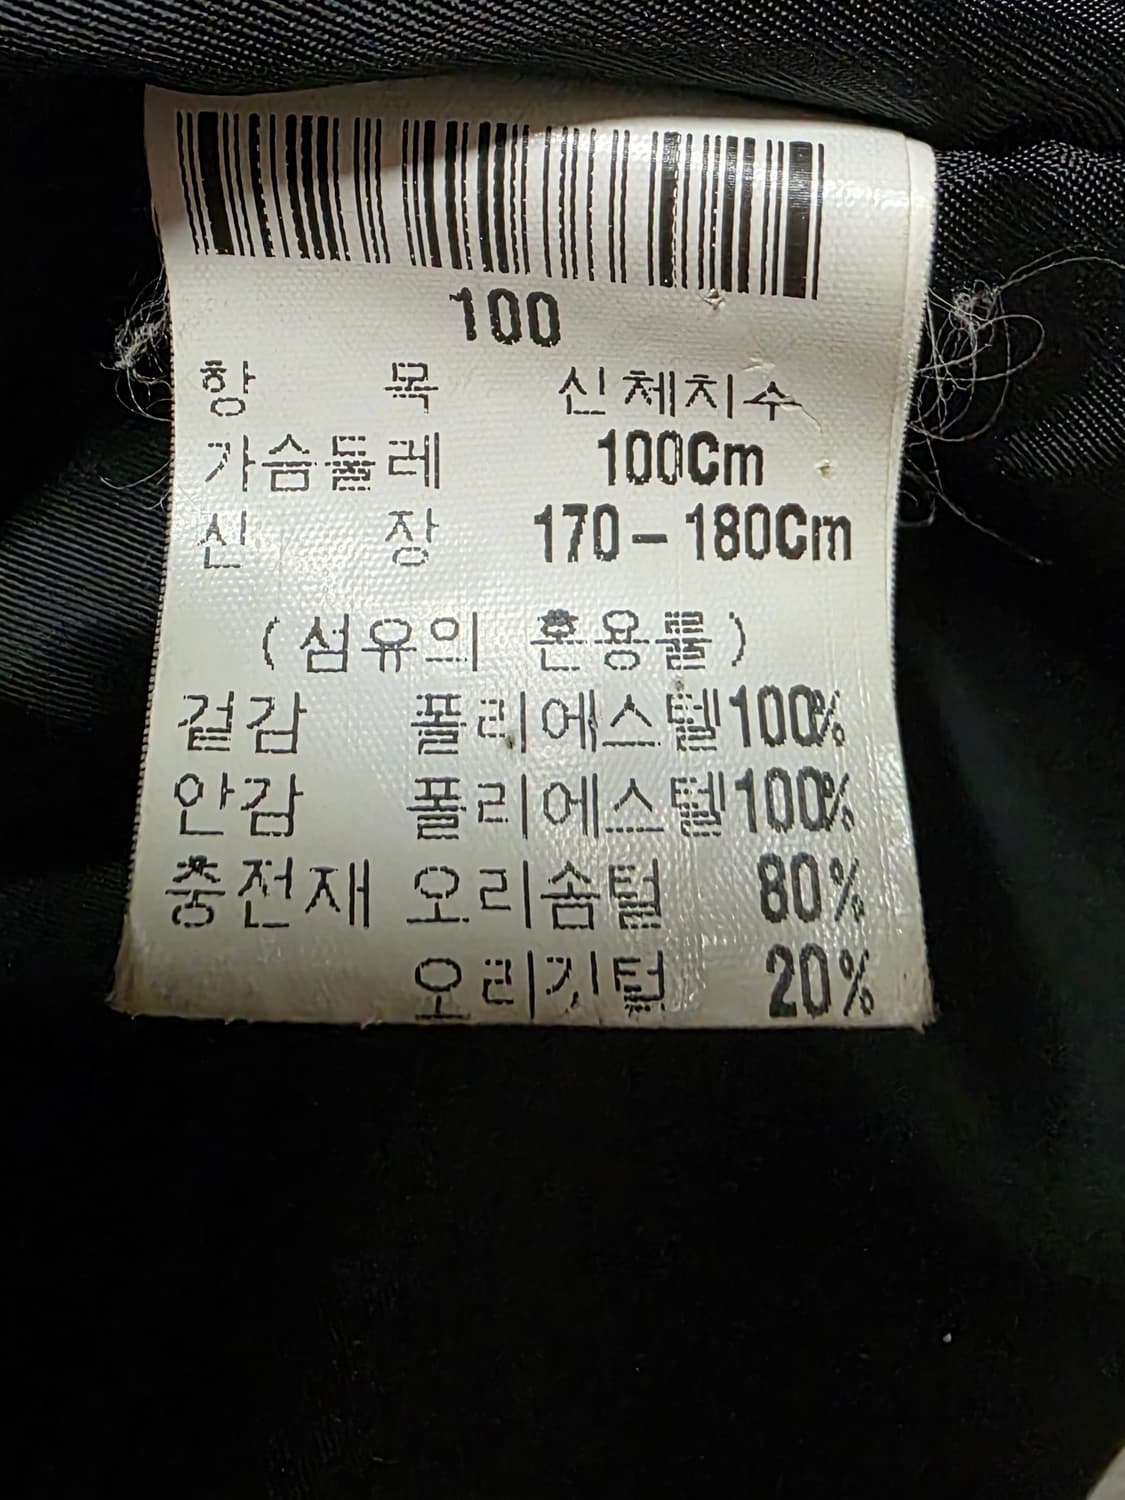 100
항 목 신체치수
가슴둘레 100Cm
신 장 170-180Cm
(섬유의 혼용률)
겉감 폴리에스텔100%
안감 폴리에스텔100%
충전재 오리솜털 80%
오리깃털 20%